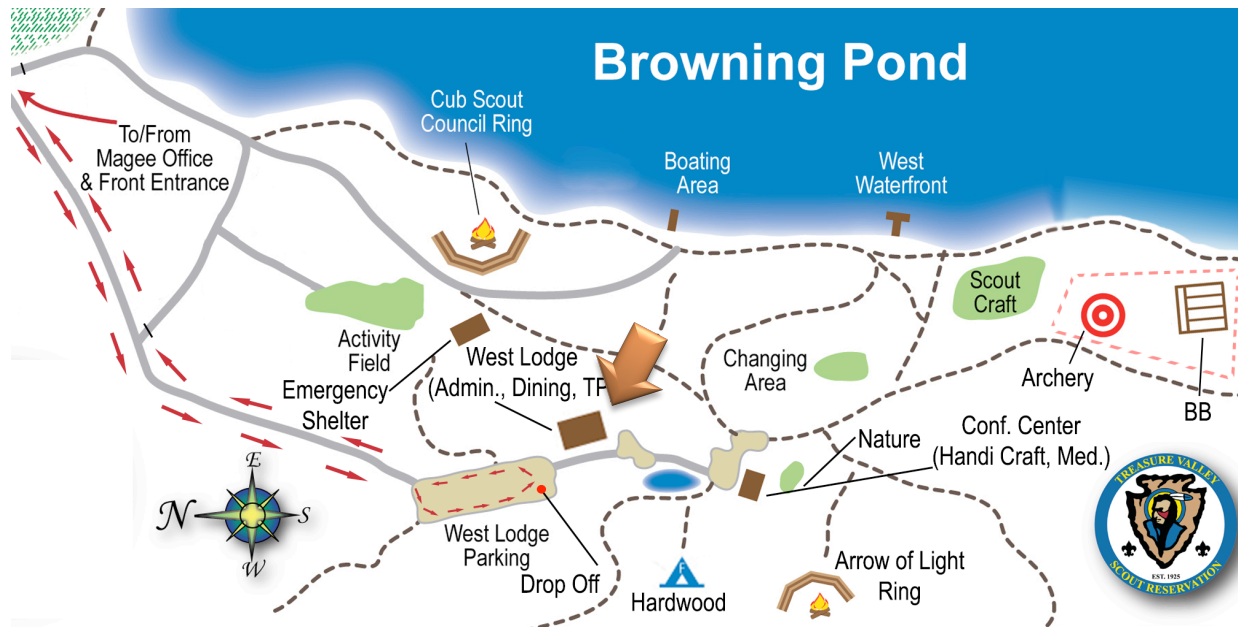 Browning Pond
Cub Scout
Council Ring
To/From
Magee Office
& Front Entrance
Boating
Area
West
Waterfront
Scout
Craft
Activity
Field
West Lodge
(Admin., Dining, TP
Emergency
Shelter
Changing
Area
Archery
BB
Nature
Conf. Center
(Handi Craft, Med.)
N
E
S
W
West Lodge
Parking
Drop Off
F
Hardwood
Arrow of Light
Ring
TREASURE VALLEY
EST. 1925
SCOUT RESERVATION